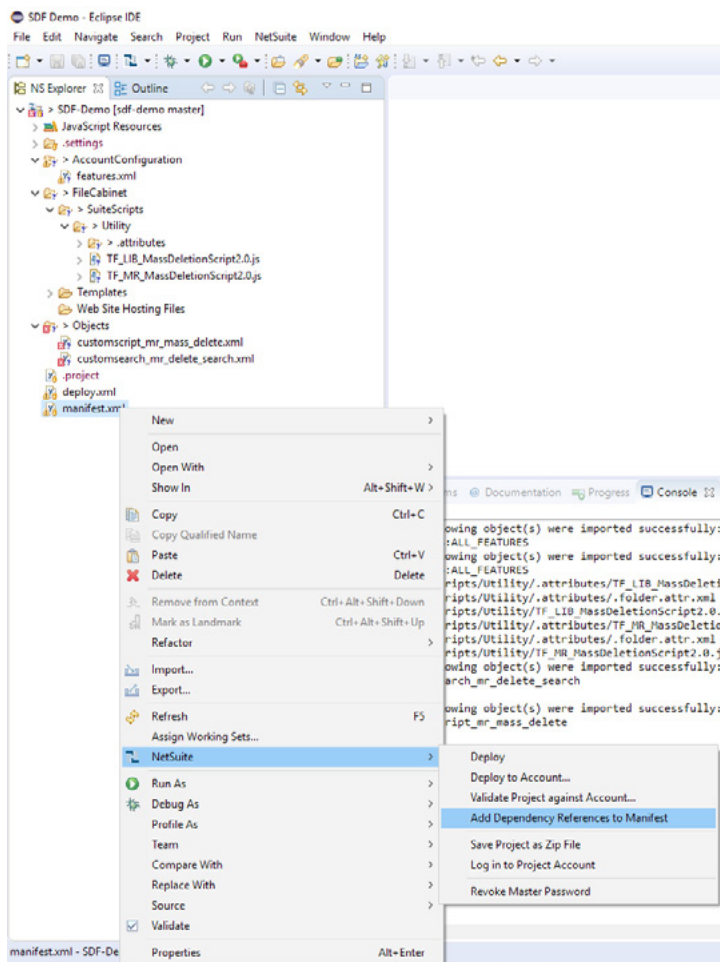 SDF Demo - Eclipse IDE
File Edit Navigate Search Project Run NetSuite Window Help
NS Explorer Outline
> SDF-Demo [sdf-demo master]
JavaScript Resources
.settings
> AccountConfiguration
features.xml
> FileCabinet
> SuiteScripts
> Utility
> .attributes
TF_LIB_MassDeletionScript2.0.js
TF_MR_MassDeletionScript2.0.js
Templates
Web Site Hosting Files
> Objects
customscript_mr_mass_delete.xml
customsearch_mr_delete_search.xml
.project
deploy.xml
manifest.xml
New
Open
Open With
Show In Alt+Shift+W
Copy Ctrl+C
Copy Qualified Name
Paste Ctrl+V
Delete Delete
Remove from Context Ctrl+Alt+Shift+Down
Mark as Landmark Ctrl+Alt+Shift+Up
Refactor
Import...
Export...
Refresh F5
Assign Working Sets...
NetSuite
Run As
Debug As
Profile As
Team
Compare With
Replace With
Source
Validate
Properties Alt+Enter
ms @ Documentation Progress Console
owing object(s) were imported successfully:
:ALL_FEATURES
owing object(s) were imported successfully:
:ALL_FEATURES
ripts/Utility/.attributes/TF_LIB_MassDeleti
ripts/Utility/.attributes/.folder.attr.xml
ripts/Utility/TF_LIB_MassDeletionScript2.0.
ripts/Utility/.attributes/TF_MR_MassDeletio
ripts/Utility/.attributes/.folder.attr.xml
ripts/Utility/TF_MR_MassDeletionScript2.0.j
owing object(s) were imported successfully:
arch_mr_delete_search
owing object(s) were imported successfully:
ript_mr_mass_delete
Deploy
Deploy to Account...
Validate Project against Account...
Add Dependency References to Manifest
Save Project as Zip File
Log in to Project Account
Revoke Master Password
manifest.xml - SDF-De